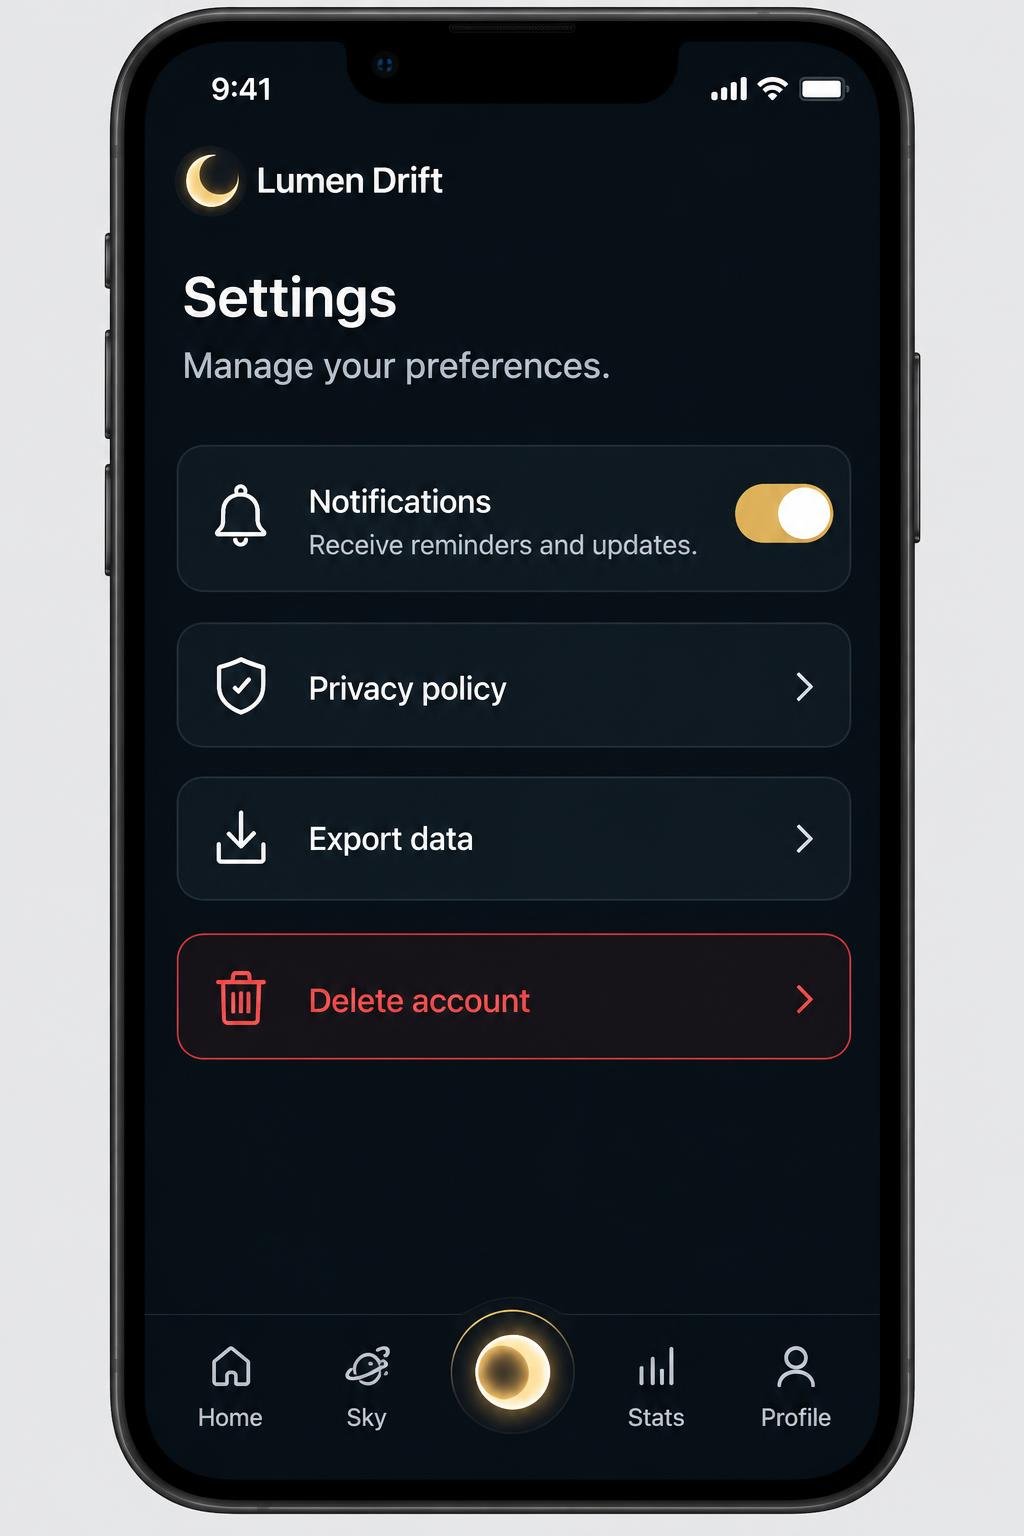 9:41
Lumen Drift
Settings
Manage your preferences.
Notifications
Receive reminders and updates.
Privacy policy
Export data
Delete account
Home
Sky
Stats
Profile